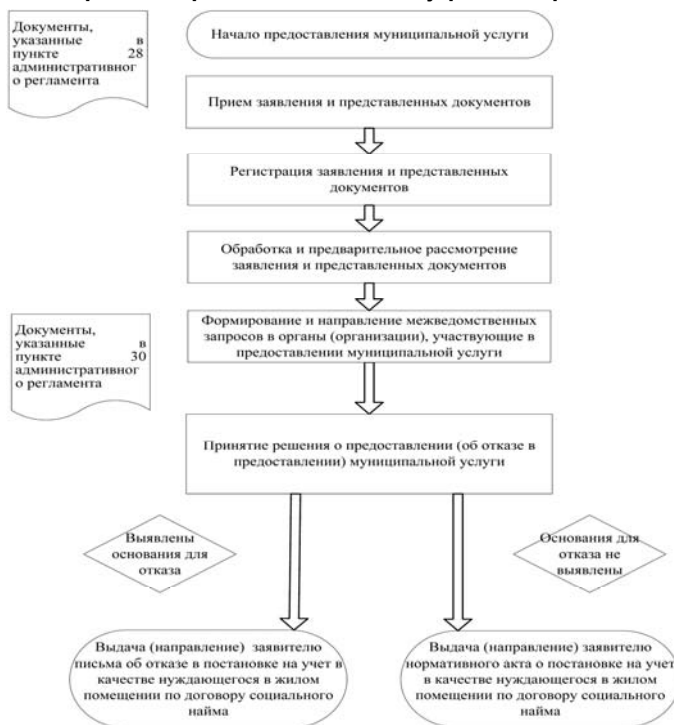 Документы,
указанные в
пункте 28
административног
о регламента
Начало предоставления муниципальной услуги
Прием заявления и представленных документов
Регистрация заявления и представленных
документов
Обработка и предварительное рассмотрение
заявления и представленных документов
Документы,
указанные в
пункте 30
административног
о регламента
Формирование и направление межведомственных
запросов в органы (организации), участвующие в
предоставлении муниципальной услуги
Принятие решения о предоставлении (об отказе в
предоставлении) муниципальной услуги
Выявлены
основания для
отказа
Основания для
отказа не
выявлены
Выдача (направление) заявителю
письма об отказе в постановке на учет в
качестве нуждающегося в жилом
помещении по договору социального
найма
Выдача (направление) заявителю
нормативного акта о постановке на учет
в качестве нуждающегося в жилом
помещении по договору социального
найма